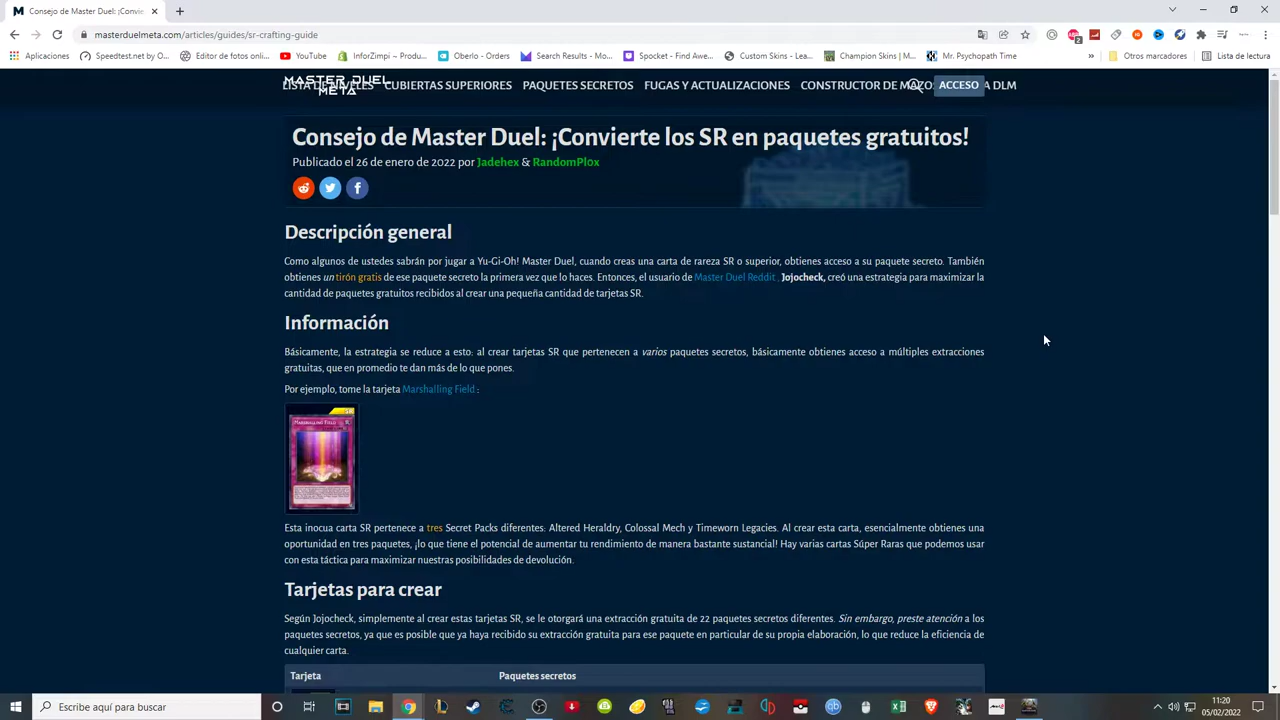 Consejo de Master Duel: ¡Convie
masterduelmeta.com/articles/guides/sr-crafting-guide
2
Aplicaciones
Speedtest.net by O...
Editor de fotos onlin...
YouTube
InforZimpi – Produ...
Oberlo - Orders
Search Results - Mo...
Spocket - Find Awe...
Custom Skins - Lea...
Champion Skins | K...
Mr. Psychopath Time
»
Otros marcadores
Lista de lectura
MASTER DUEL
META
LISTA DE NIVELES
CUBIERTAS SUPERIORES
PAQUETES SECRETOS
FUGAS Y ACTUALIZACIONES
CONSTRUCTOR DE MAZOS
A DLM
ACCESO
Consejo de Master Duel: ¡Convierte los SR en paquetes gratuitos!
Publicado el 26 de enero de 2022 por Jadehex & RandomPl0x
Descripción general
Como algunos de ustedes sabrán por jugar a Yu-Gi-Oh! Master Duel, cuando creas una carta de rareza SR o superior, obtienes acceso a su paquete secreto. También
obtienes un tirón gratis de ese paquete secreto la primera vez que lo haces. Entonces, el usuario de Master Duel Reddit . Jojocheck, creó una estrategia para maximizar la
cantidad de paquetes gratuitos recibidos al crear una pequeña cantidad de tarjetas SR.
Información
Básicamente, la estrategia se reduce a esto: al crear tarjetas SR que pertenecen a varios paquetes secretos, básicamente obtienes acceso a múltiples extracciones
gratuitas, que en promedio te dan más de lo que pones.
Por ejemplo, tome la tarjeta Marshalling Field :
MARSHALLING FIELD
Esta inocua carta SR pertenece a tres Secret Packs diferentes: Altered Heraldry, Colossal Mech y Timeworn Legacies. Al crear esta carta, esencialmente obtienes una
oportunidad en tres paquetes, ¡lo que tiene el potencial de aumentar tu rendimiento de manera bastante sustancial! Hay varias cartas Súper Raras que podemos usar
con esta táctica para maximizar nuestras posibilidades de devolución.
Tarjetas para crear
Según Jojocheck, simplemente al crear estas tarjetas SR, se le otorgará una extracción gratuita de 22 paquetes secretos diferentes. Sin embargo, preste atención a los
paquetes secretos, ya que es posible que ya haya recibido su extracción gratuita para ese paquete en particular de su propia elaboración, lo que reduce la eficiencia de
cualquier carta.
Tarjeta
Paquetes secretos
Escribe aquí para buscar
11:20
05/02/2022